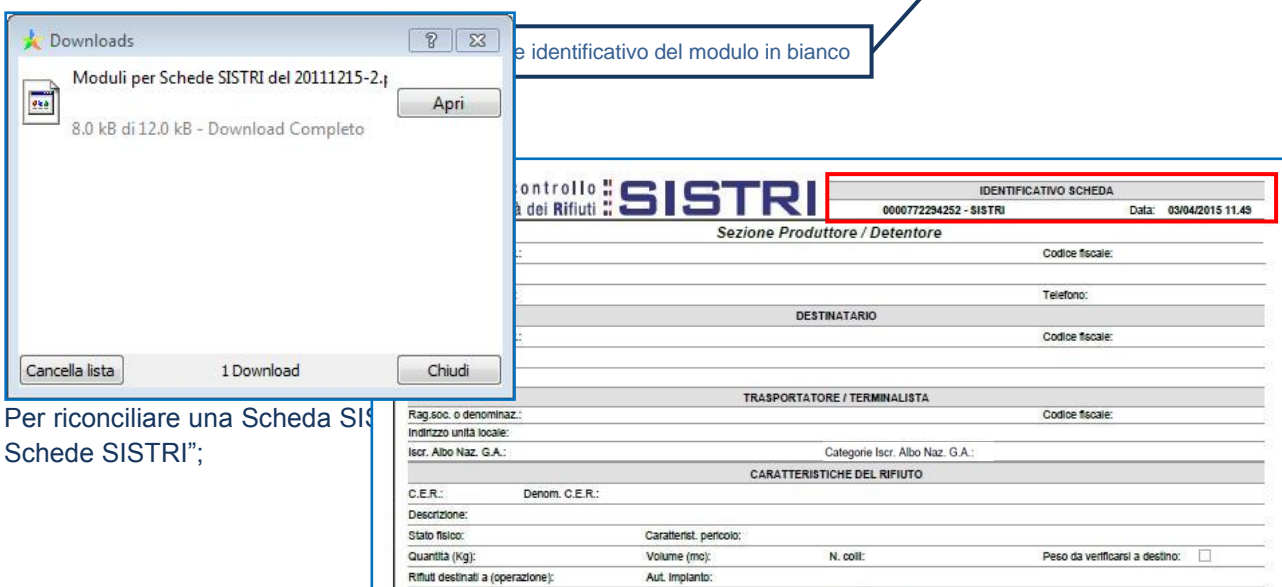 Downloads
Moduli per Schede SISTRI del 20111215-2.
Apri
8.0 kB di 12.0 kB - Download Completo
Cancella lista
1 Download
Chiudi
e identificativo del modulo in bianco
Per riconciliare una Scheda SIS
Schede SISTRI”;
ontrollo
à dei Rifiuti
SISTRI
IDENTIFICATIVO SCHEDA
0000772294252 - SISTRI Data: 03/04/2015 11.49
Sezione Produttore / Detentore
.: Codice fiscale:
: Telefono:
DESTINATARIO
.: Codice fiscale:
TRASPORTATORE / TERMINALISTA
Rag.soc. o denominaz.: Codice fiscale:
Indirizzo unità locale:
Iscr. Albo Naz. G.A.: Categorie Iscr. Albo Naz. G.A.:
CARATTERISTICHE DEL RIFIUTO
C.E.R.: Denom. C.E.R.:
Descrizione:
Stato fisico: Caratterist. pericolo:
Quantità (Kg): Volume (mc): N. colli: Peso da verificarsi a destino:
Rifiuti destinati a (operazione): Aut. Impianto: